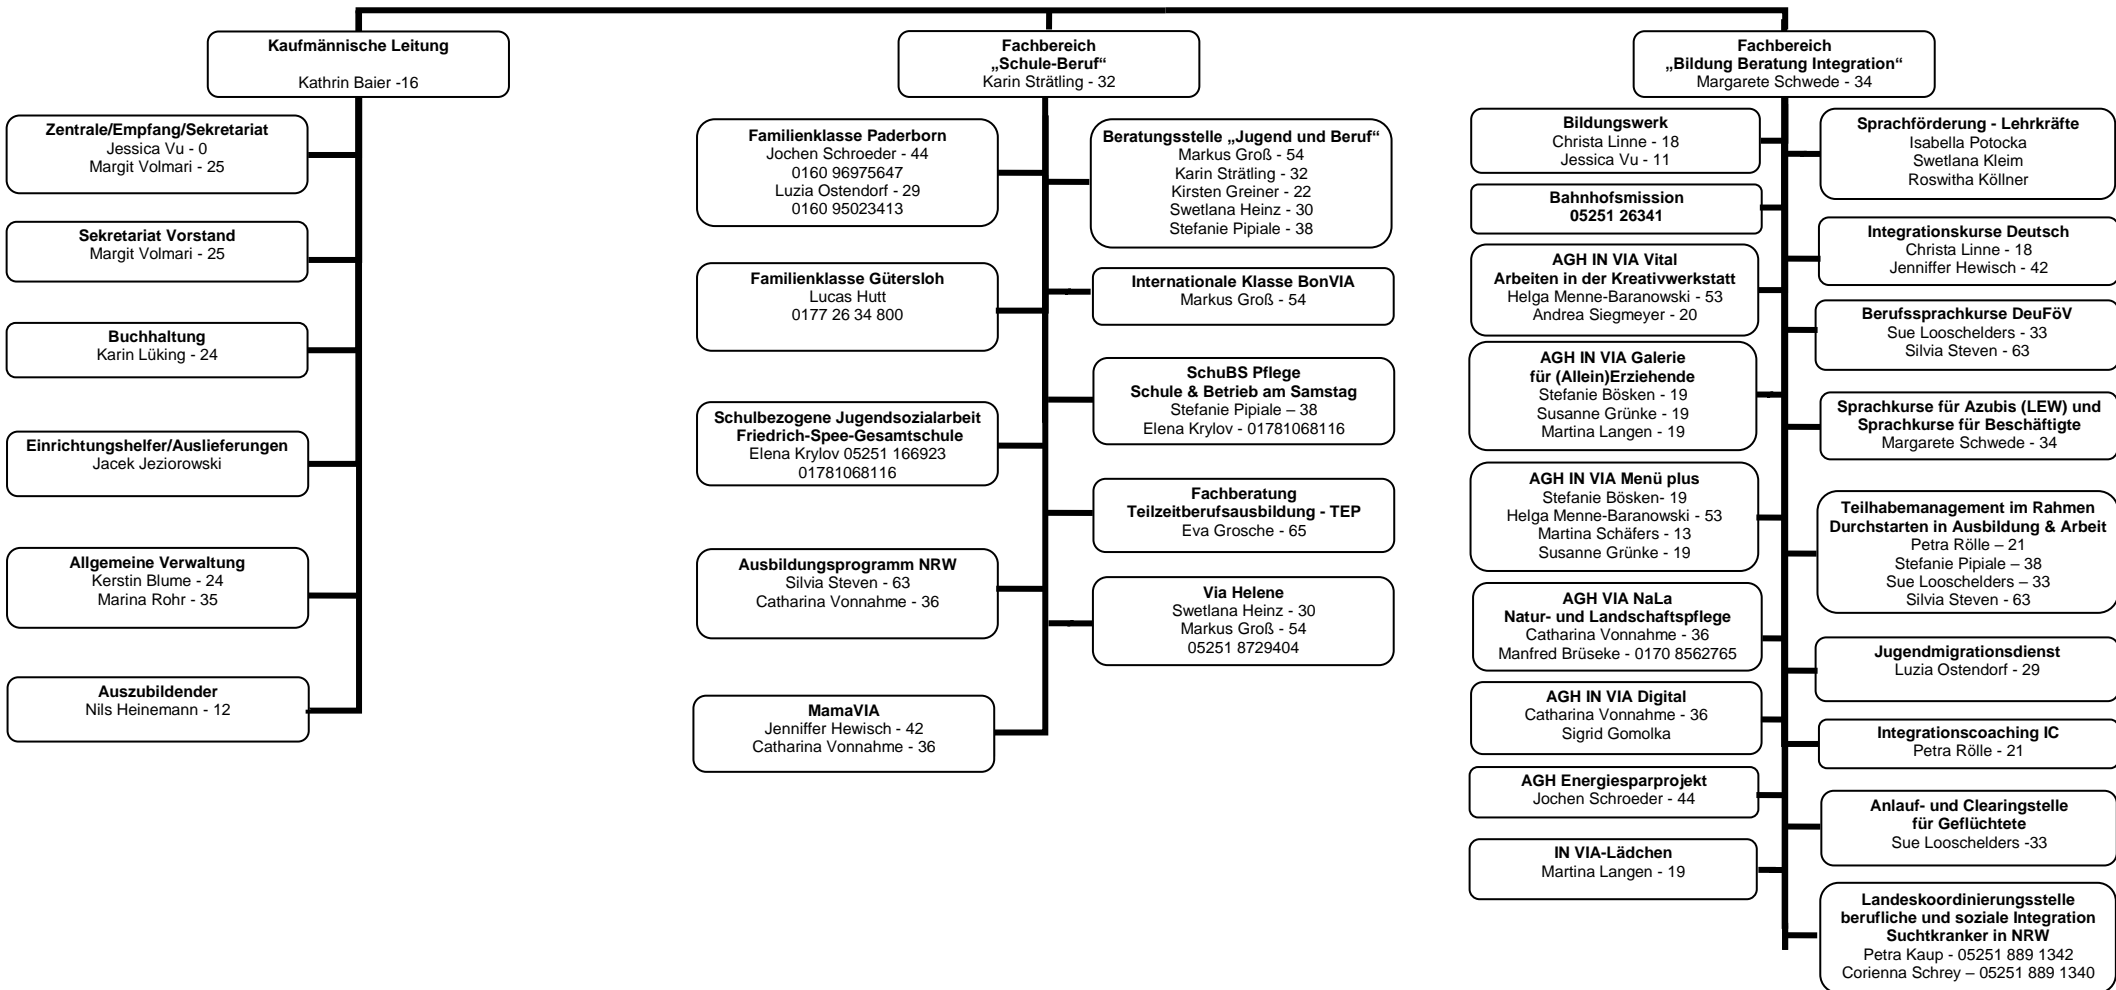 Kaufmännische Leitung
Kathrin Baier -16
Zentrale/Empfang/Sekretariat
Jessica Vu - 0
Margit Volmari - 25
Sekretariat Vorstand
Margit Volmari - 25
Buchhaltung
Karin Lüking - 24
Einrichtungshelfer/Auslieferungen
Jacek Jeziorowski
Allgemeine Verwaltung
Kerstin Blume - 24
Marina Rohr - 35
Auszubildender
Nils Heinemann - 12
Fachbereich
„Schule-Beruf“
Karin Strätling - 32
Familienklasse Paderborn
Jochen Schroeder - 44
0160 96975647
Luzia Ostendorf - 29
0160 95023413
Familienklasse Gütersloh
Lucas Hutt
0177 26 34 800
Schulbezogene Jugendsozialarbeit
Friedrich-Spee-Gesamtschule
Elena Krylov 05251 166923
01781068116
Ausbildungsprogramm NRW
Silvia Steven - 63
Catharina Vonnahme - 36
MamaVIA
Jenniffer Hewisch - 42
Catharina Vonnahme - 36
Beratungsstelle „Jugend und Beruf“
Markus Groß - 54
Karin Strätling - 32
Kirsten Greiner - 22
Swetlana Heinz - 30
Stefanie Pipiale - 38
Internationale Klasse BonVIA
Markus Groß - 54
SchuBS Pflege
Schule & Betrieb am Samstag
Stefanie Pipiale – 38
Elena Krylov - 01781068116
Fachberatung
Teilzeitberufsausbildung - TEP
Eva Grosche - 65
Via Helene
Swetlana Heinz - 30
Markus Groß - 54
05251 8729404
Fachbereich
„Bildung Beratung Integration“
Margarete Schwede - 34
Bildungswerk
Christa Linne - 18
Jessica Vu - 11
Bahnhofsmission
05251 26341
AGH IN VIA Vital
Arbeiten in der Kreativwerkstatt
Helga Menne-Baranowski - 53
Andrea Siegmeyer - 20
AGH IN VIA Galerie
für (Allein)Erziehende
Stefanie Bösken - 19
Susanne Grünke - 19
Martina Langen - 19
AGH IN VIA Menü plus
Stefanie Bösken- 19
Helga Menne-Baranowski - 53
Martina Schäfers - 13
Susanne Grünke - 19
AGH VIA NaLa
Natur- und Landschaftspflege
Catharina Vonnahme - 36
Manfred Brüseke - 0170 8562765
AGH IN VIA Digital
Catharina Vonnahme - 36
Sigrid Gomolka
AGH Energiesparprojekt
Jochen Schroeder - 44
IN VIA-Lädchen
Martina Langen - 19
Sprachförderung - Lehrkräfte
Isabella Potocka
Swetlana Kleim
Roswitha Köllner
Integrationskurse Deutsch
Christa Linne - 18
Jenniffer Hewisch - 42
Berufssprachkurse DeuFöV
Sue Looschelders - 33
Silvia Steven - 63
Sprachkurse für Azubis (LEW) und
Sprachkurse für Beschäftigte
Margarete Schwede - 34
Teilhabemanagement im Rahmen
Durchstarten in Ausbildung & Arbeit
Petra Rölle – 21
Stefanie Pipiale – 38
Sue Looschelders – 33
Silvia Steven - 63
Jugendmigrationsdienst
Luzia Ostendorf - 29
Integrationscoaching IC
Petra Rölle - 21
Anlauf- und Clearingstelle
für Geflüchtete
Sue Looschelders -33
Landeskoordinierungsstelle
berufliche und soziale Integration
Suchtkranker in NRW
Petra Kaup - 05251 889 1342
Corienna Schrey – 05251 889 1340